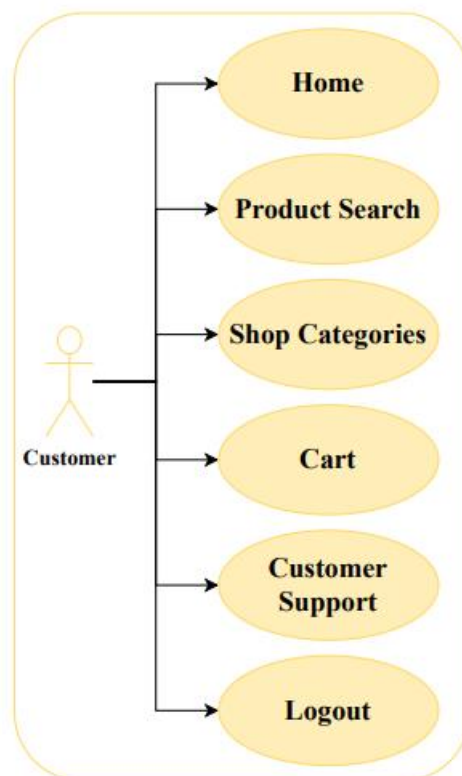 Home
Product Search
Shop Categories
Customer
Cart
Customer
Support
Logout